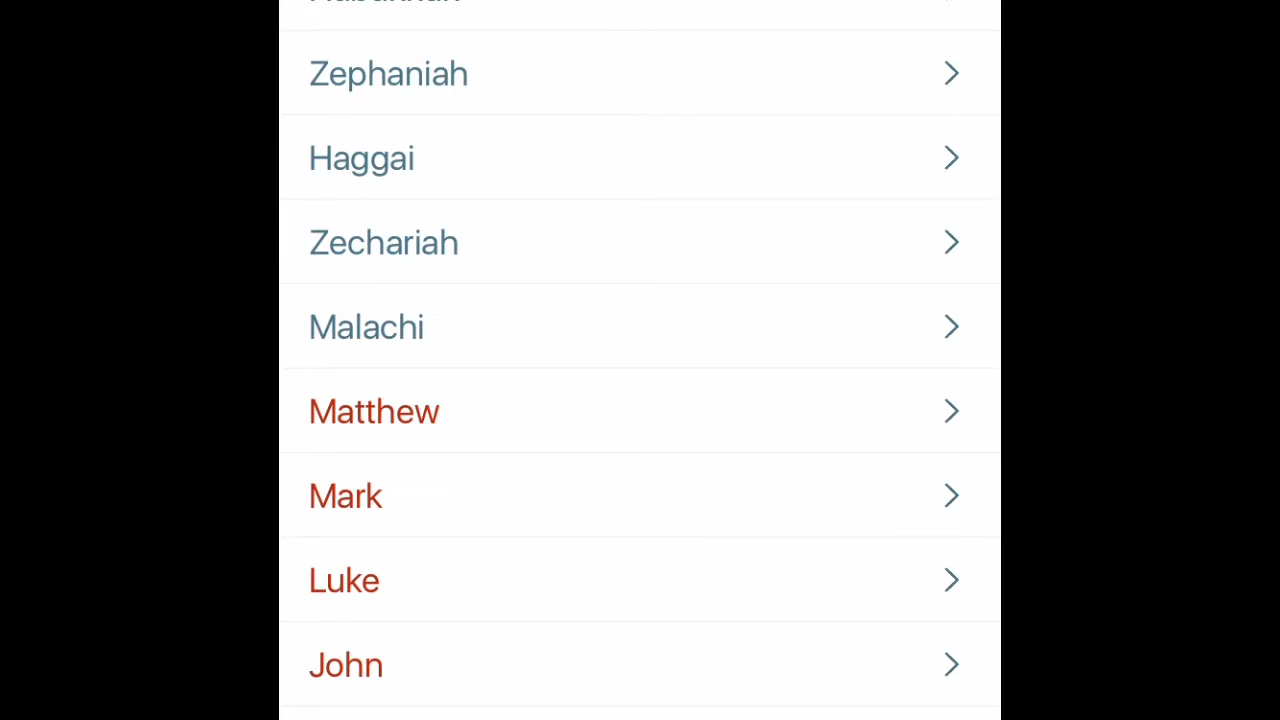 Zephaniah
Haggai
Zechariah
Malachi
Matthew
Mark
Luke
John